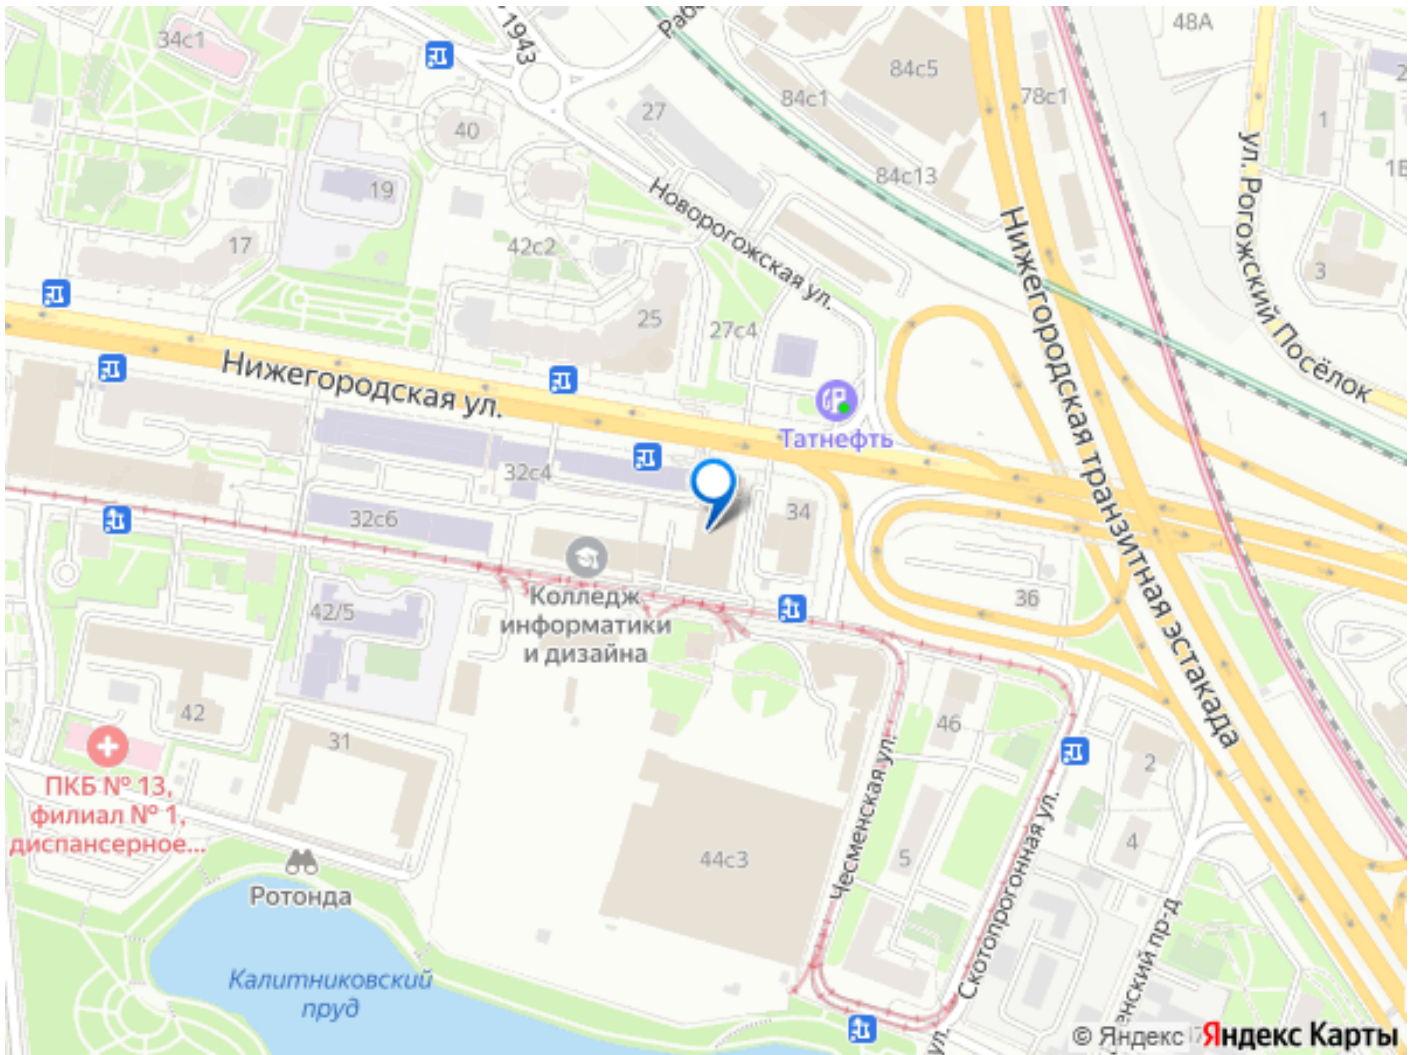 34с1
1943
48А
84с5
84с1
78с1
27
1
40
84с13
ул. Рогожский Посёлок
19
Новорогожская ул.
17
42с2
3
Нижегородская транзитная эстакада
25
27с4
Нижегородская ул.
Татнефть
32с4
32с6
34
36
Колледж
информатики
и дизайна
42/5
42
31
46
2
ПКБ № 13,
филиал № 1,
диспансерное...
4
5
44с3
Чесменская ул.
Скотопрогонная ул.
Ротонда
Калитниковский
пруд
ул.
© Яндекс
Яндекс Карты